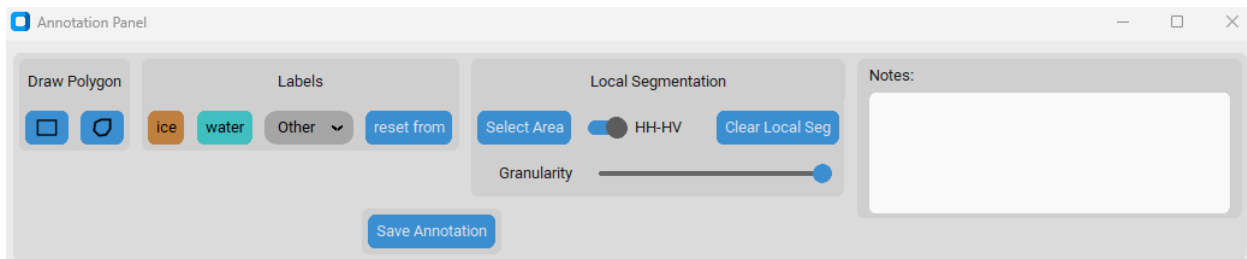 Annotation Panel
Draw Polygon
Labels
ice water Other reset from
Local Segmentation
Select Area HH-HV Clear Local Seg
Granularity
Notes:
Save Annotation